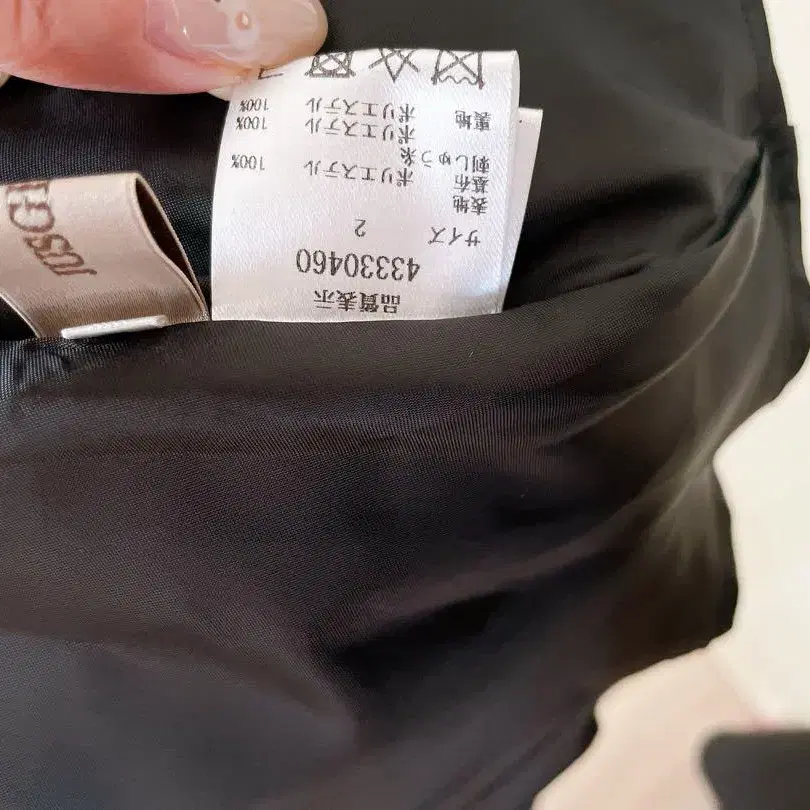 品質表示
43330460
サイズ 2
表地
基布 ポリエステル 100%
刺しゅう糸
ポリエステル 100%
裏地 ポリエステル 100%
JUSG